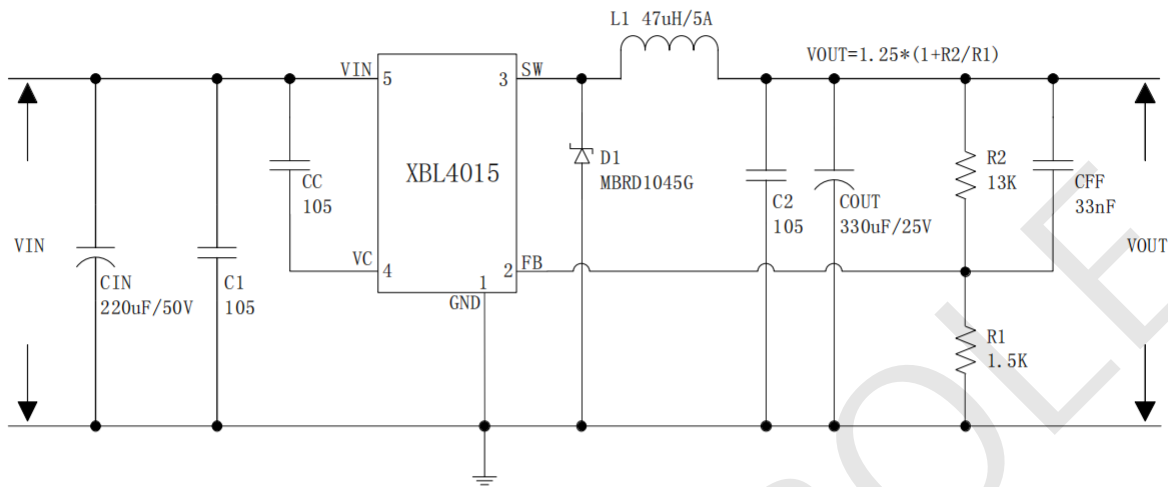 L1 47uH/5A
VOUT=1.25*(1+R2/R1)
VIN
5
3
SW
CC
105
XBL4015
D1
MBRD1045G
R2
13K
CFF
33nF
C2
105
COUT
330uF/25V
VIN
VOUT
VC
4
2
FB
CIN
220uF/50V
C1
105
1
GND
R1
1.5K
OLE